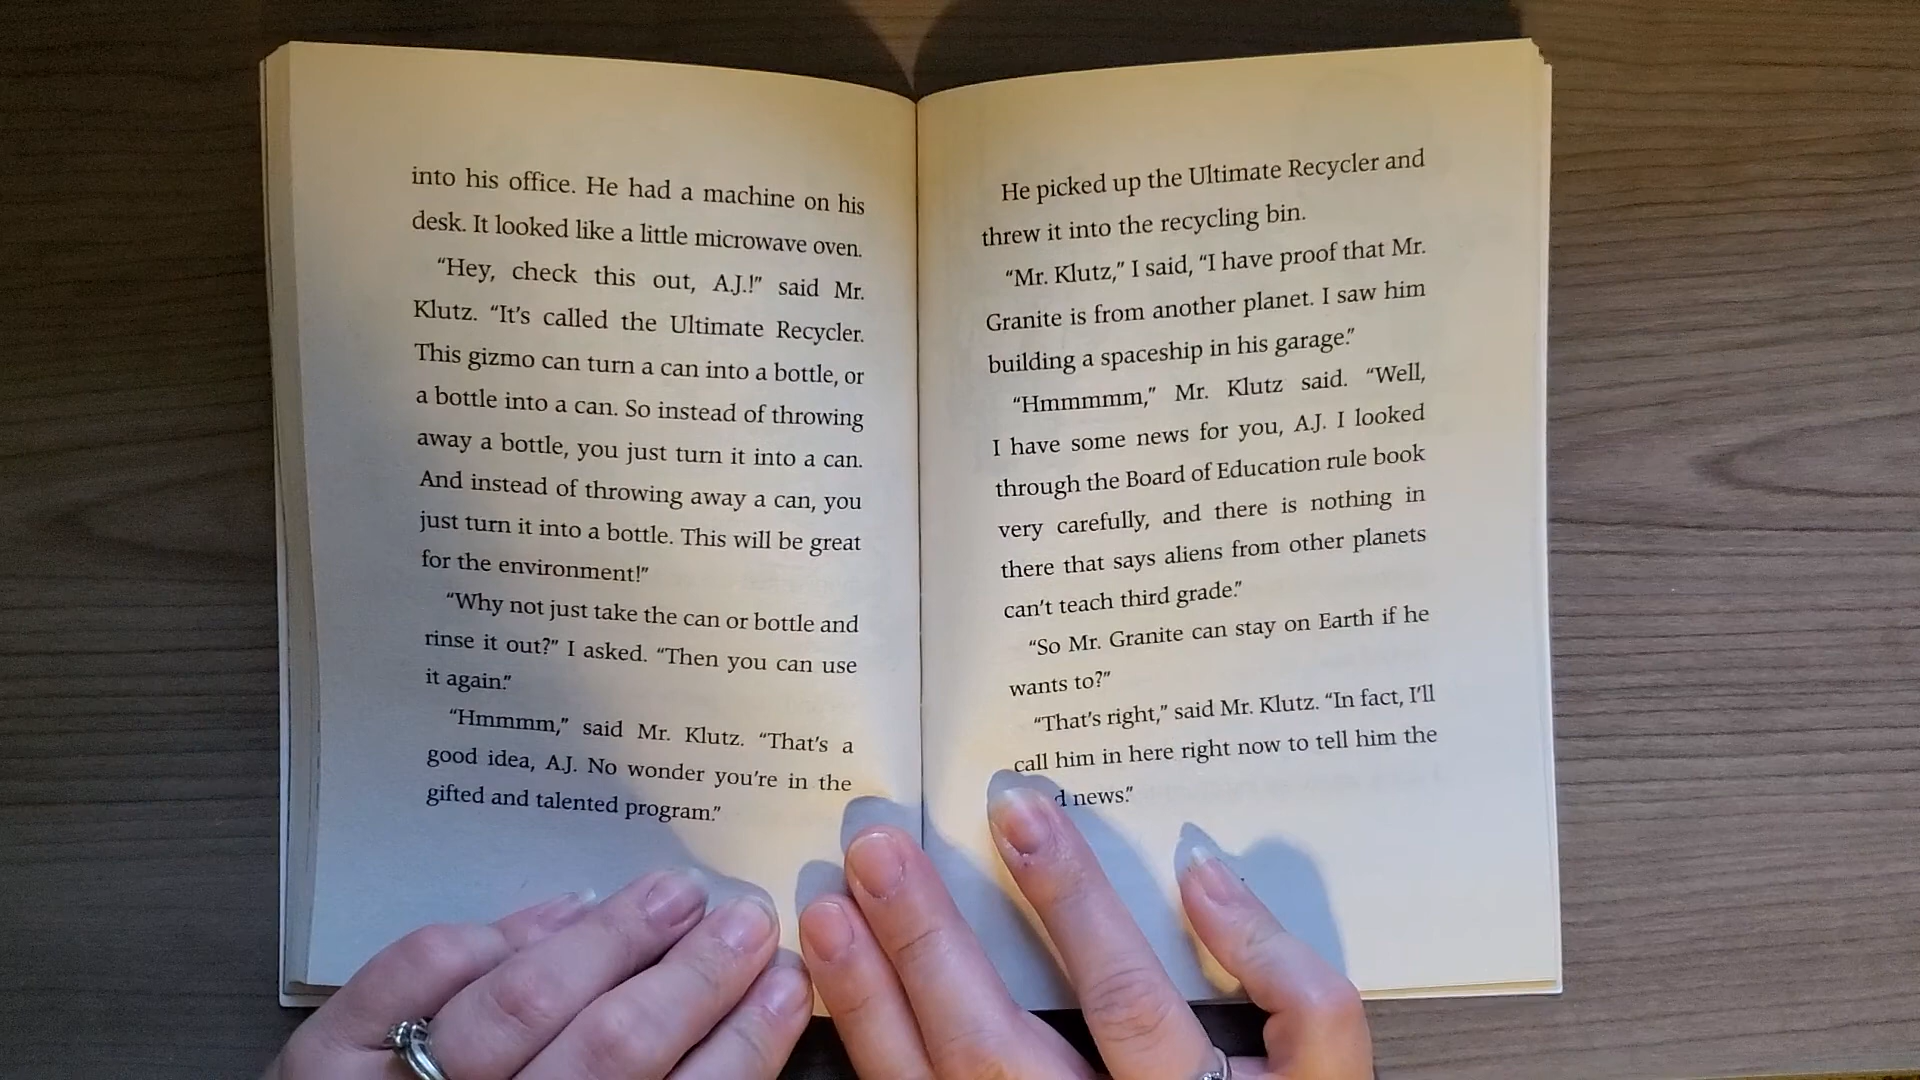 into his office. He had a machine on his
desk. It looked like a little microwave oven.
“Hey, check this out, A.J.!” said Mr.
Klutz. “It’s called the Ultimate Recycler.
This gizmo can turn a can into a bottle, or
a bottle into a can. So instead of throwing
away a bottle, you just turn it into a can.
And instead of throwing away a can, you
just turn it into a bottle. This will be great
for the environment!”
“Why not just take the can or bottle and
rinse it out?” I asked. “Then you can use
it again.”
“Hmmmm,” said Mr. Klutz. “That’s a
good idea, A.J. No wonder you’re in the
gifted and talented program.”
He picked up the Ultimate Recycler and
threw it into the recycling bin.
“Mr. Klutz,” I said, “I have proof that Mr.
Granite is from another planet. I saw him
building a spaceship in his garage.”
“Hmmmmm,” Mr. Klutz said. “Well,
I have some news for you, A.J. I looked
through the Board of Education rule book
very carefully, and there is nothing in
there that says aliens from other planets
can’t teach third grade.”
“So Mr. Granite can stay on Earth if he
wants to?”
“That’s right,” said Mr. Klutz. “In fact, I’ll
call him in here right now to tell him the
news.”